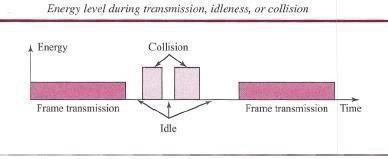 Energy level during transmission, idleness, or collision
Energy
Collision
Frame transmission
Frame transmission
Time
Idle